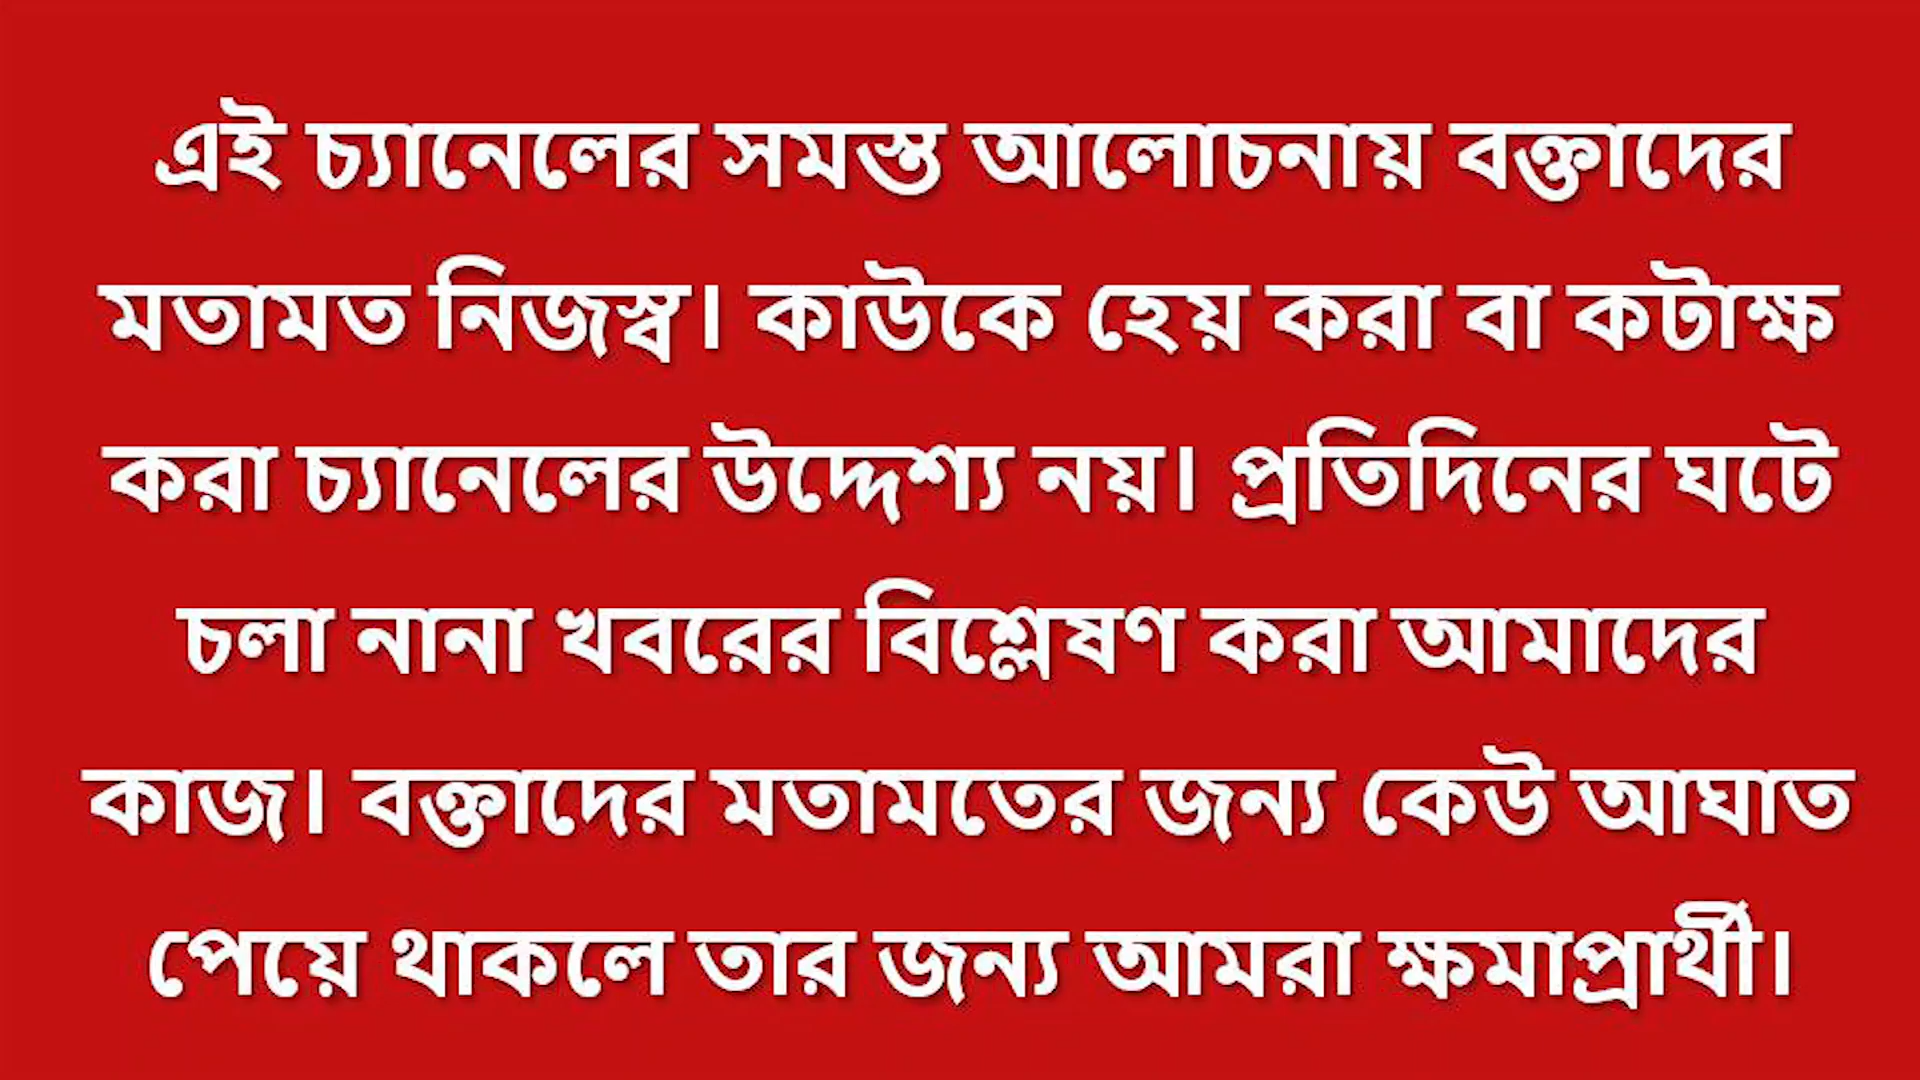 এই চ্যানেলের সমস্ত আলোচনায় বক্তাদের
মতামত নিজস্ব। কাউকে হেয় করা বা কটাক্ষ
করা চ্যানেলের উদ্দেশ্য নয়। প্রতিদিনের ঘটে
চলা নানা খবরের বিশ্লেষণ করা আমাদের
কাজ। বক্তাদের মতামতের জন্য কেউ আঘাত
পেয়ে থাকলে তার জন্য আমরা ক্ষমাপ্রার্থী।